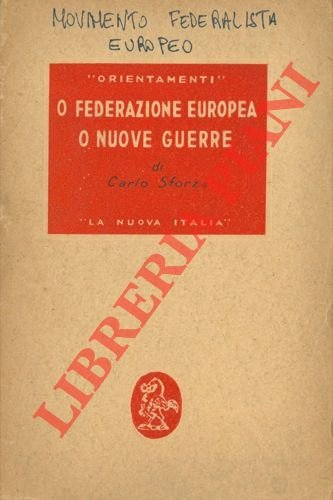 MOVIMENTO FEDERALISTA
EUROPEO
"ORIENTAMENTI"
O FEDERAZIONE EUROPEA
O NUOVE GUERRE
di
Carlo Sforza
"LA NUOVA ITALIA"
LIBRERIA PIANI